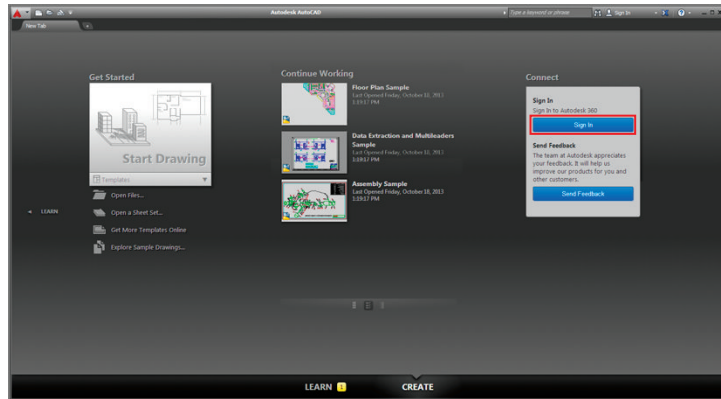 Autodesk AutoCAD
Type a keyword or phrase
Sign In
New Tab
Get Started
Start Drawing
Templates
Open Files...
Open a Sheet Set...
Get More Templates Online
Explore Sample Drawings...
LEARN
Continue Working
Floor Plan Sample
Last Opened Friday, October 18, 2013
1:19:17 PM
Data Extraction and Multileaders
Sample
Last Opened Friday, October 18, 2013
1:19:17 PM
Assembly Sample
Last Opened Friday, October 18, 2013
1:19:17 PM
Connect
Sign In
Sign In to Autodesk 360
Sign In
Send Feedback
The team at Autodesk appreciates
your feedback. It will help us
improve our products for you and
other customers.
Send Feedback
LEARN 1
CREATE